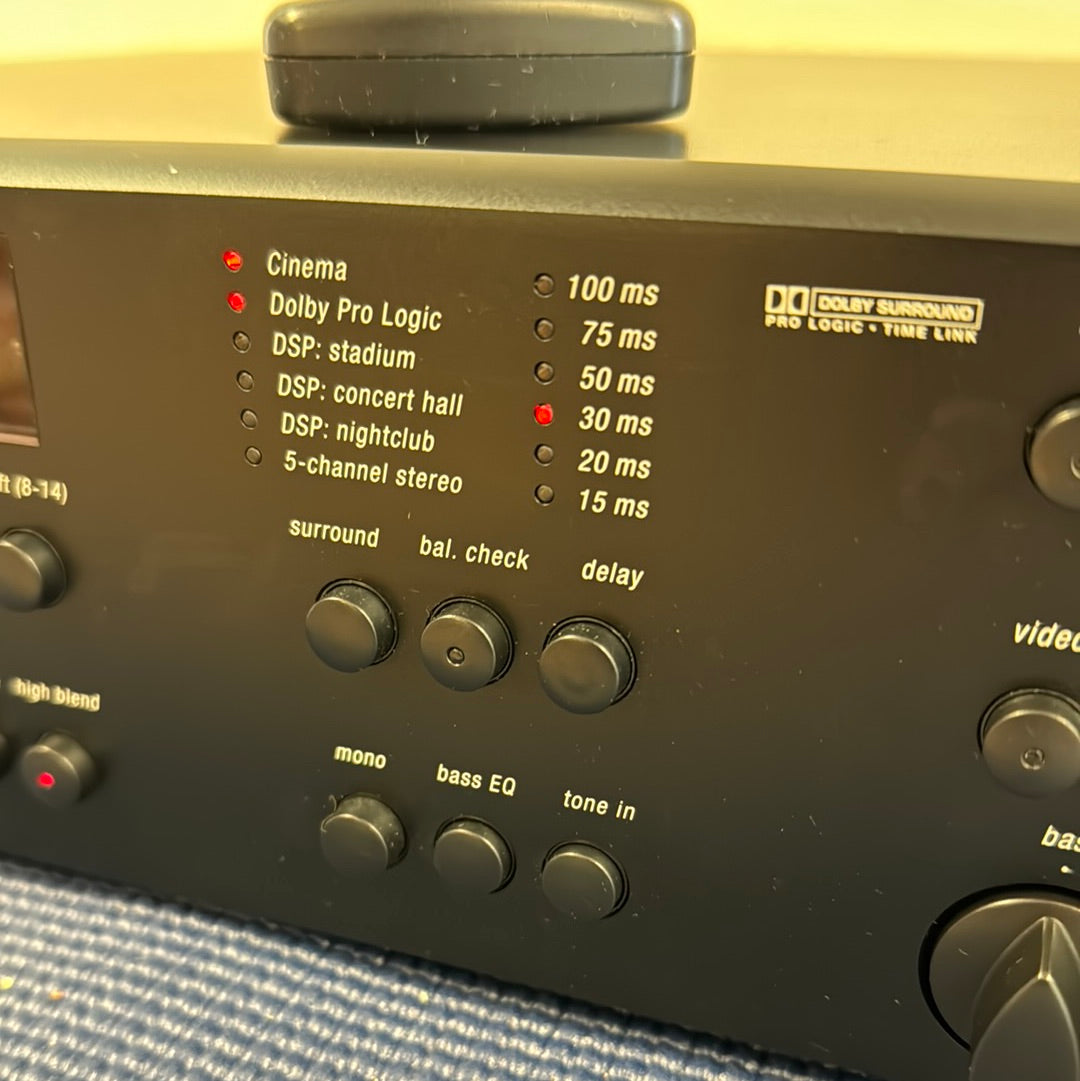 Cinema
Dolby Pro Logic
DSP: stadium
DSP: concert hall
DSP: nightclub
5-channel stereo
100 ms
75 ms
50 ms
30 ms
20 ms
15 ms
DOLBY SURROUND
PRO LOGIC • TIME LINK
(8-14)
surround
bal. check
delay
high blend
mono
bass EQ
tone in
video